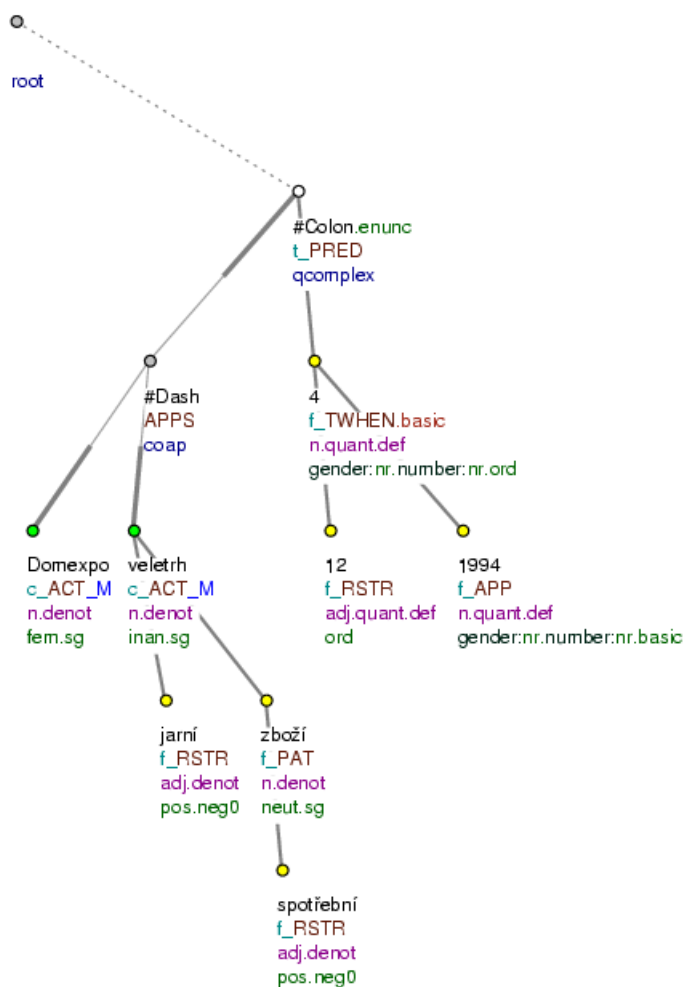 root
#Colon.enunc
t_PRED
qcomplex
#Dash
APPS
coap
4
f_TWHEN.basic
n.quant.def
gender:nr.number:nr.ord
Domexpo
c_ACT_M
n.denot
fem.sg
veletrh
c_ACT_M
n.denot
inan.sg
12
f_RSTR
adj.quant.def
ord
1994
f_APP
n.quant.def
gender:nr.number:nr.basic
jarní
f_RSTR
adj.denot
pos.neg0
zboží
f_PAT
n.denot
neut.sg
spotřební
f_RSTR
adj.denot
pos.neg0